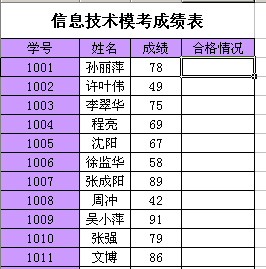 信息技术模考成绩表
学号 姓名 成绩 合格情况
1001 孙丽萍 78
1002 许叶伟 49
1003 李翠华 75
1004 程亮 69
1005 沈阳 67
1006 徐监华 58
1007 张成阳 89
1008 周冲 42
1009 吴小萍 91
1010 张强 79
1011 文博 86